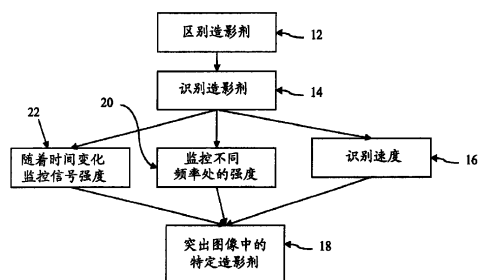 区别造影剂
12
识别造影剂
14
22
随着时间变化
监控信号强度
20
监控不同
频率处的强度
识别速度
16
突出图像中的
特定造影剂
18